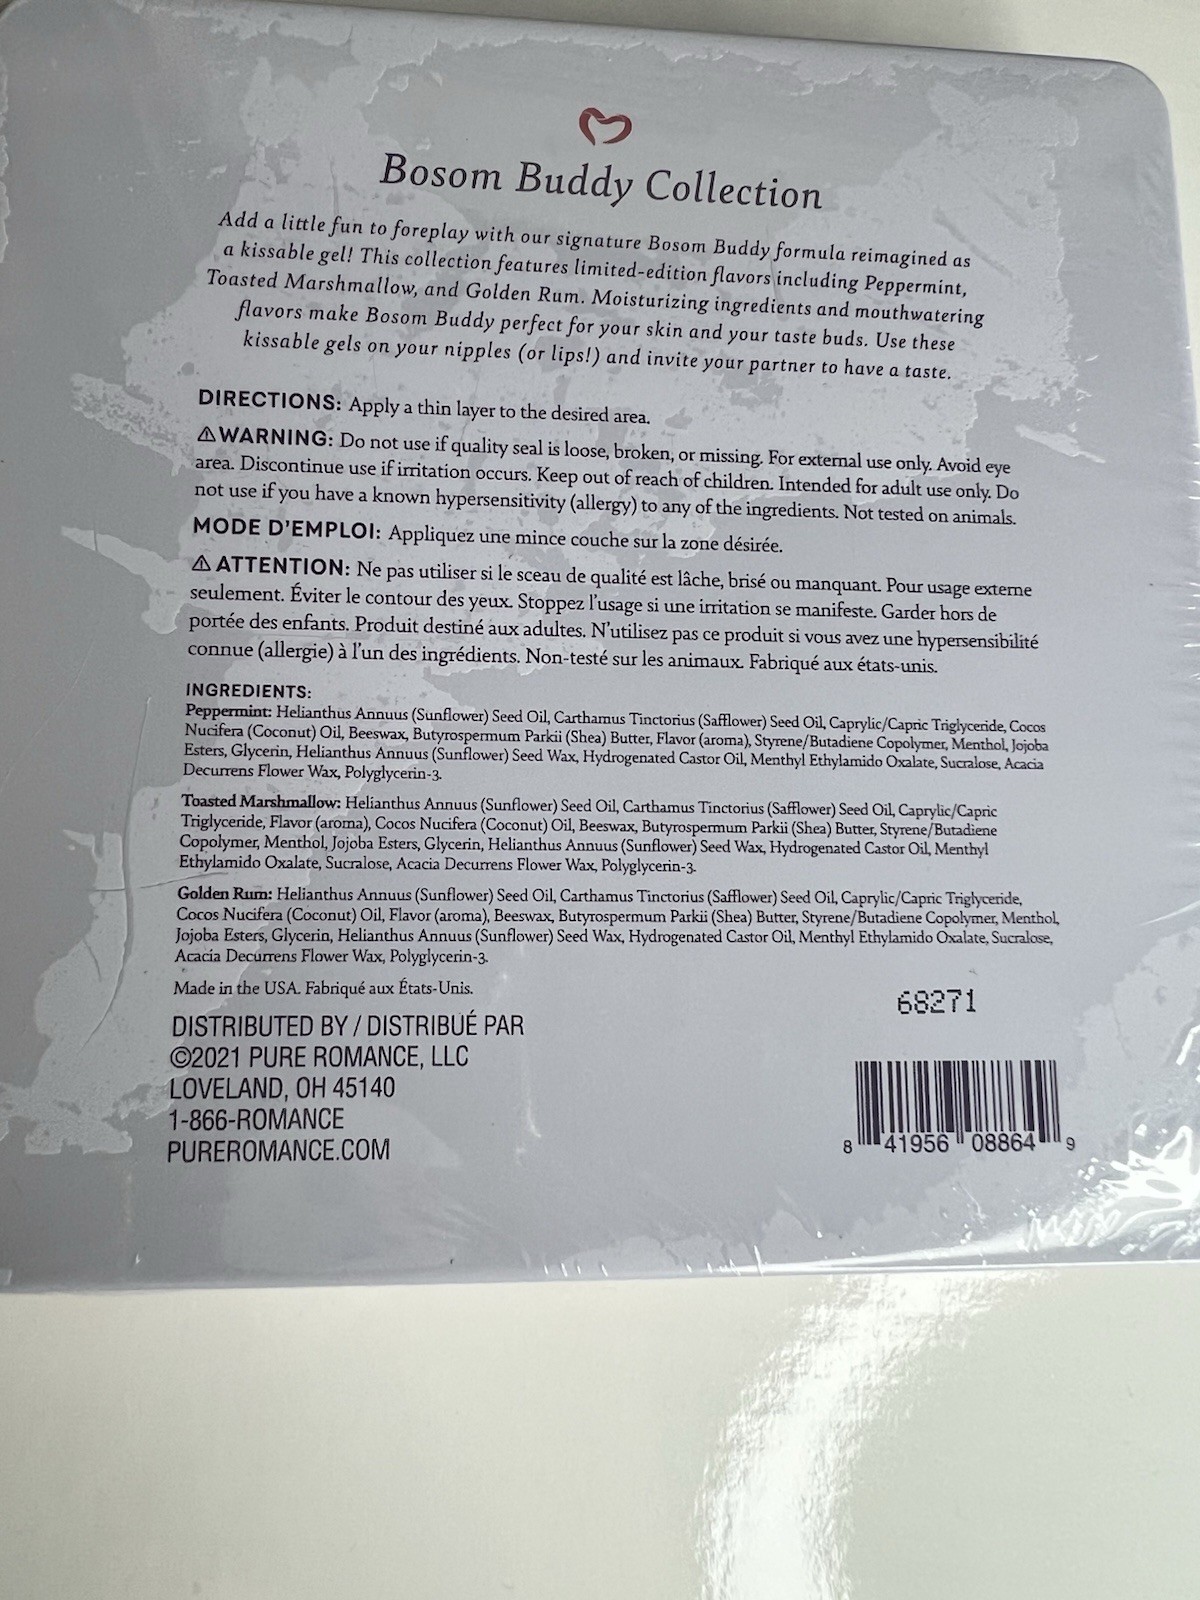 Bosom Buddy Collection
Add a little fun to foreplay with our signature Bosom Buddy formula reimagined as
a kissable gel! This collection features limited-edition flavors including Peppermint,
Toasted Marshmallow, and Golden Rum. Moisturizing ingredients and mouthwatering
flavors make Bosom Buddy perfect for your skin and your taste buds. Use these
kissable gels on your nipples (or lips!) and invite your partner to have a taste.
DIRECTIONS: Apply a thin layer to the desired area.
⚠WARNING: Do not use if quality seal is loose, broken, or missing. For external use only. Avoid eye
area. Discontinue use if irritation occurs. Keep out of reach of children. Intended for adult use only. Do
not use if you have a known hypersensitivity (allergy) to any of the ingredients. Not tested on animals.
MODE D'EMPLOI: Appliquez une mince couche sur la zone désirée.
⚠ ATTENTION: Ne pas utiliser si le sceau de qualité est lâche, brisé ou manquant. Pour usage externe
seulement. Éviter le contour des yeux. Stoppez l'usage si une irritation se manifeste. Garder hors de
portée des enfants. Produit destiné aux adultes. N'utilisez pas ce produit si vous avez une hypersensibilité
connue (allergie) à l'un des ingrédients. Non-testé sur les animaux. Fabriqué aux états-unis.
INGREDIENTS:
Peppermint: Helianthus Annuus (Sunflower) Seed Oil, Carthamus Tinctorius (Safflower) Seed Oil, Caprylic/Capric Triglyceride, Cocos
Nucifera (Coconut) Oil, Beeswax, Butyrospermum Parkii (Shea) Butter, Flavor (aroma), Styrene/Butadiene Copolymer, Menthol, Jojoba
Esters, Glycerin, Helianthus Annuus (Sunflower) Seed Wax, Hydrogenated Castor Oil, Menthyl Ethylamido Oxalate, Sucralose, Acacia
Decurrens Flower Wax, Polyglycerin-3.
Toasted Marshmallow: Helianthus Annuus (Sunflower) Seed Oil, Carthamus Tinctorius (Safflower) Seed Oil, Caprylic/Capric
Triglyceride, Flavor (aroma), Cocos Nucifera (Coconut) Oil, Beeswax, Butyrospermum Parkii (Shea) Butter, Styrene/Butadiene
Copolymer, Menthol, Jojoba Esters, Glycerin, Helianthus Annuus (Sunflower) Seed Wax, Hydrogenated Castor Oil, Menthyl
Ethylamido Oxalate, Sucralose, Acacia Decurrens Flower Wax, Polyglycerin-3.
Golden Rum: Helianthus Annuus (Sunflower) Seed Oil, Carthamus Tinctorius (Safflower) Seed Oil, Caprylic/Capric Triglyceride,
Cocos Nucifera (Coconut) Oil, Flavor (aroma), Beeswax, Butyrospermum Parkii (Shea) Butter, Styrene/Butadiene Copolymer, Menthol,
Jojoba Esters, Glycerin, Helianthus Annuus (Sunflower) Seed Wax, Hydrogenated Castor Oil, Menthyl Ethylamido Oxalate, Sucralose,
Acacia Decurrens Flower Wax, Polyglycerin-3.
Made in the USA. Fabriqué aux États-Unis.
68271
DISTRIBUTED BY / DISTRIBUÉ PAR
©2021 PURE ROMANCE, LLC
LOVELAND, OH 45140
1-866-ROMANCE
PUREROMANCE.COM
8 41956 08864 9